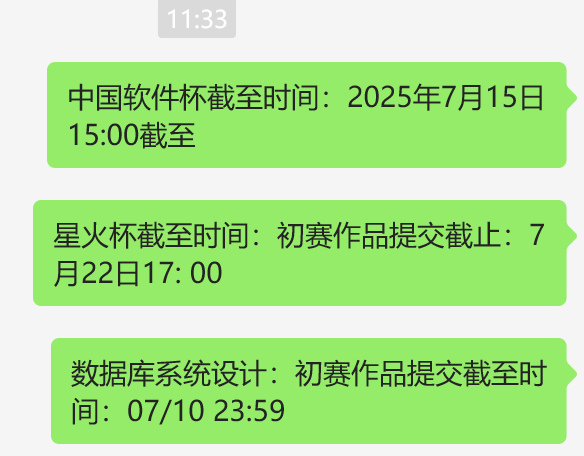 11:33
中国软件杯截至时间：2025年7月15日
15:00截至
星火杯截至时间：初赛作品提交截止：7
月22日17: 00
数据库系统设计：初赛作品提交截至时
间：07/10 23:59